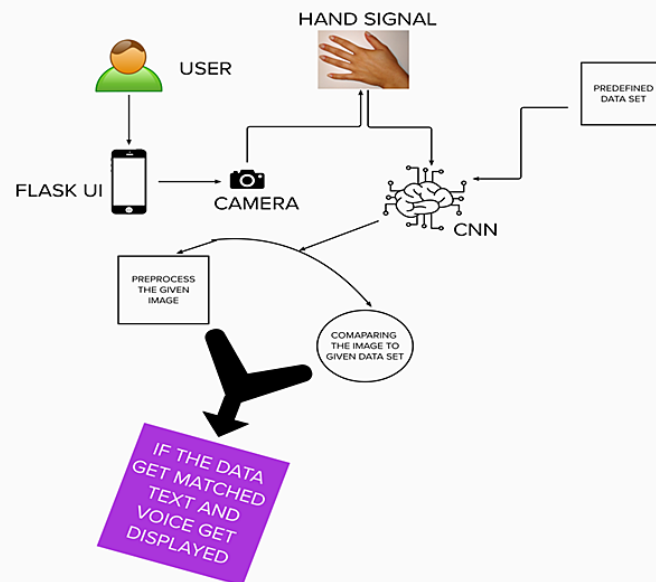 HAND SIGNAL
USER
PREDEFINED
DATA SET
FLASK UI
CAMERA
CNN
PREPROCESS
THE GIVEN
IMAGE
COMAPARING
THE IMAGE TO
GIVEN DATA SET
IF THE DATA
GET MATCHED
TEXT AND
VOICE GET
DISPLAYED